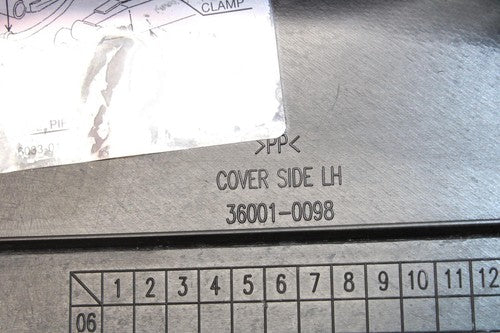 CLAMP
>PP<
COVER SIDE LH
36001-0098
1 2 3 4 5 6 7 8 9 10 11 12
06